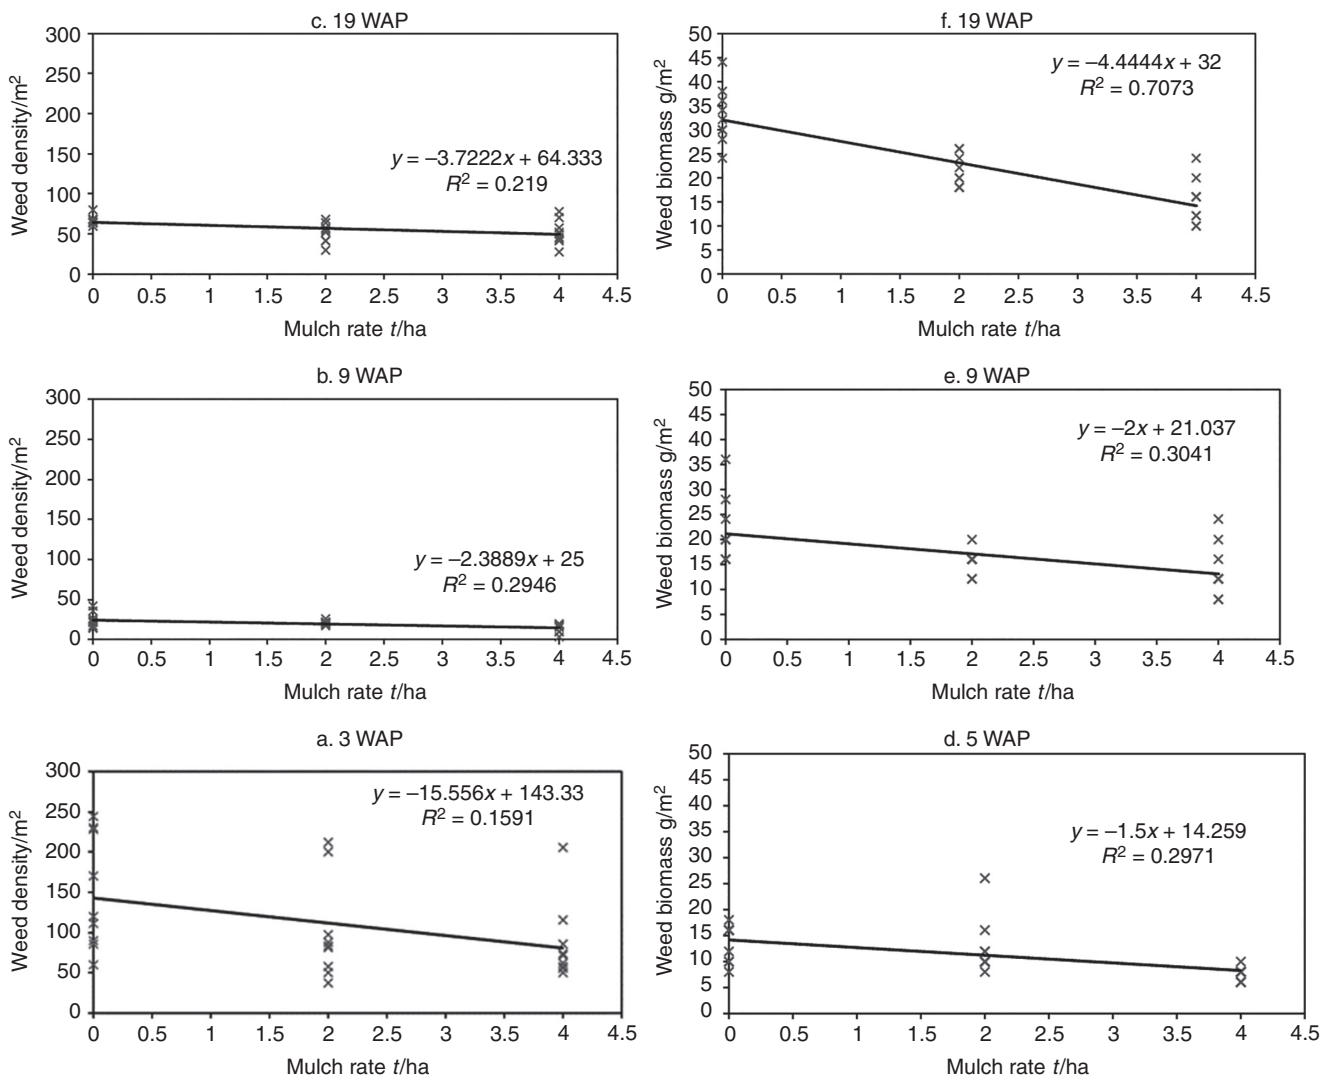 c. 19 WAP
Weed density/m²
300
250
200
150
100
50
0
y = –3.7222x + 64.333
R² = 0.219
0 0.5 1 1.5 2 2.5 3 3.5 4 4.5
Mulch rate t/ha
f. 19 WAP
Weed biomass g/m²
50
45
40
35
30
25
20
15
10
5
0
y = –4.4444x + 32
R² = 0.7073
0 0.5 1 1.5 2 2.5 3 3.5 4 4.5
Mulch rate t/ha
b. 9 WAP
Weed density/m²
300
250
200
150
100
50
0
y = –2.3889x + 25
R² = 0.2946
0 0.5 1 1.5 2 2.5 3 3.5 4 4.5
Mulch rate t/ha
e. 9 WAP
Weed biomass g/m²
50
45
40
35
30
25
20
15
10
5
0
y = –2x + 21.037
R² = 0.3041
0 0.5 1 1.5 2 2.5 3 3.5 4 4.5
Mulch rate t/ha
a. 3 WAP
Weed density/m²
300
250
200
150
100
50
0
y = –15.556x + 143.33
R² = 0.1591
0 0.5 1 1.5 2 2.5 3 3.5 4 4.5
Mulch rate t/ha
d. 5 WAP
Weed biomass g/m²
50
45
40
35
30
25
20
15
10
5
0
y = –1.5x + 14.259
R² = 0.2971
0 0.5 1 1.5 2 2.5 3 3.5 4 4.5
Mulch rate t/ha